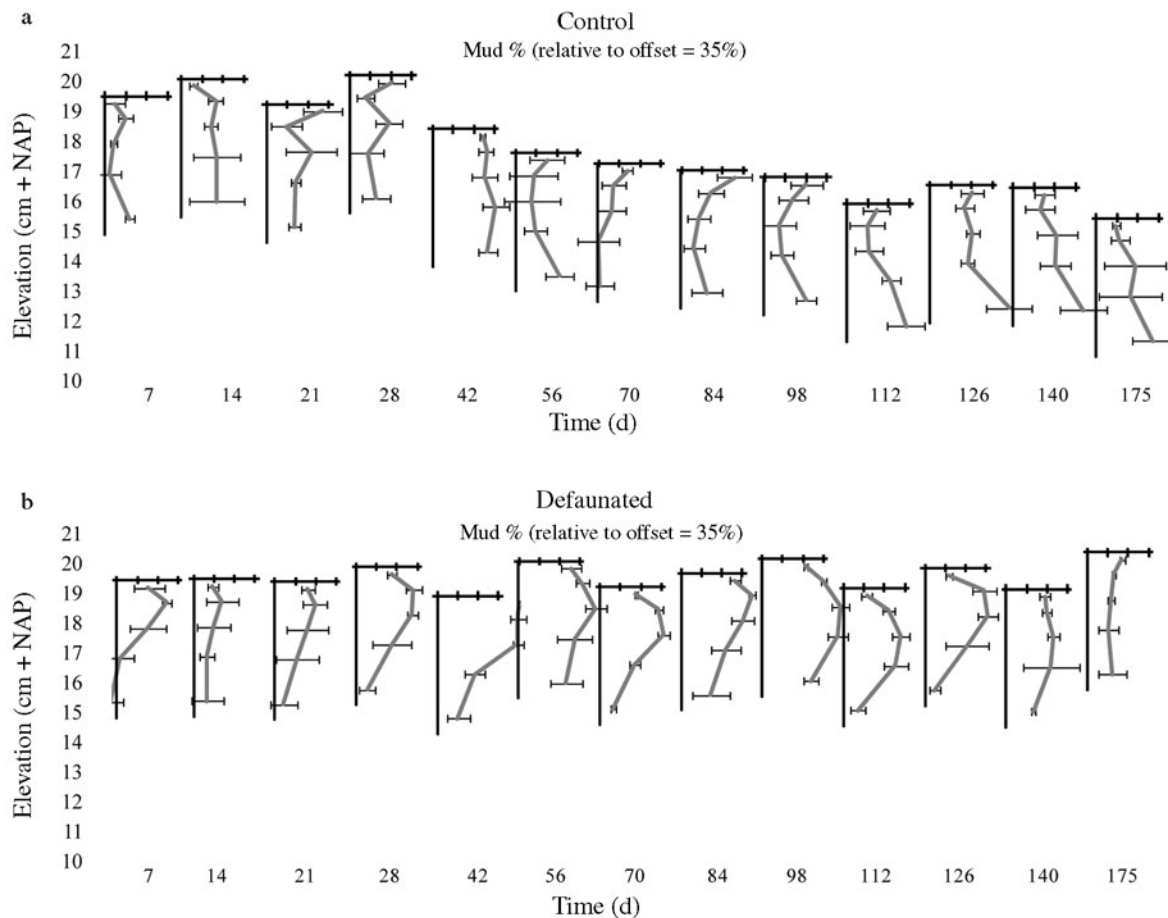 a
Control
Mud % (relative to offset = 35%)
21
20
19
18
17
16
15
14
13
12
11
10
Elevation (cm + NAP)
7 14 21 28 42 56 70 84 98 112 126 140 175
Time (d)
b
Defaunated
Mud % (relative to offset = 35%)
21
20
19
18
17
16
15
14
13
12
11
10
Elevation (cm + NAP)
7 14 21 28 42 56 70 84 98 112 126 140 175
Time (d)